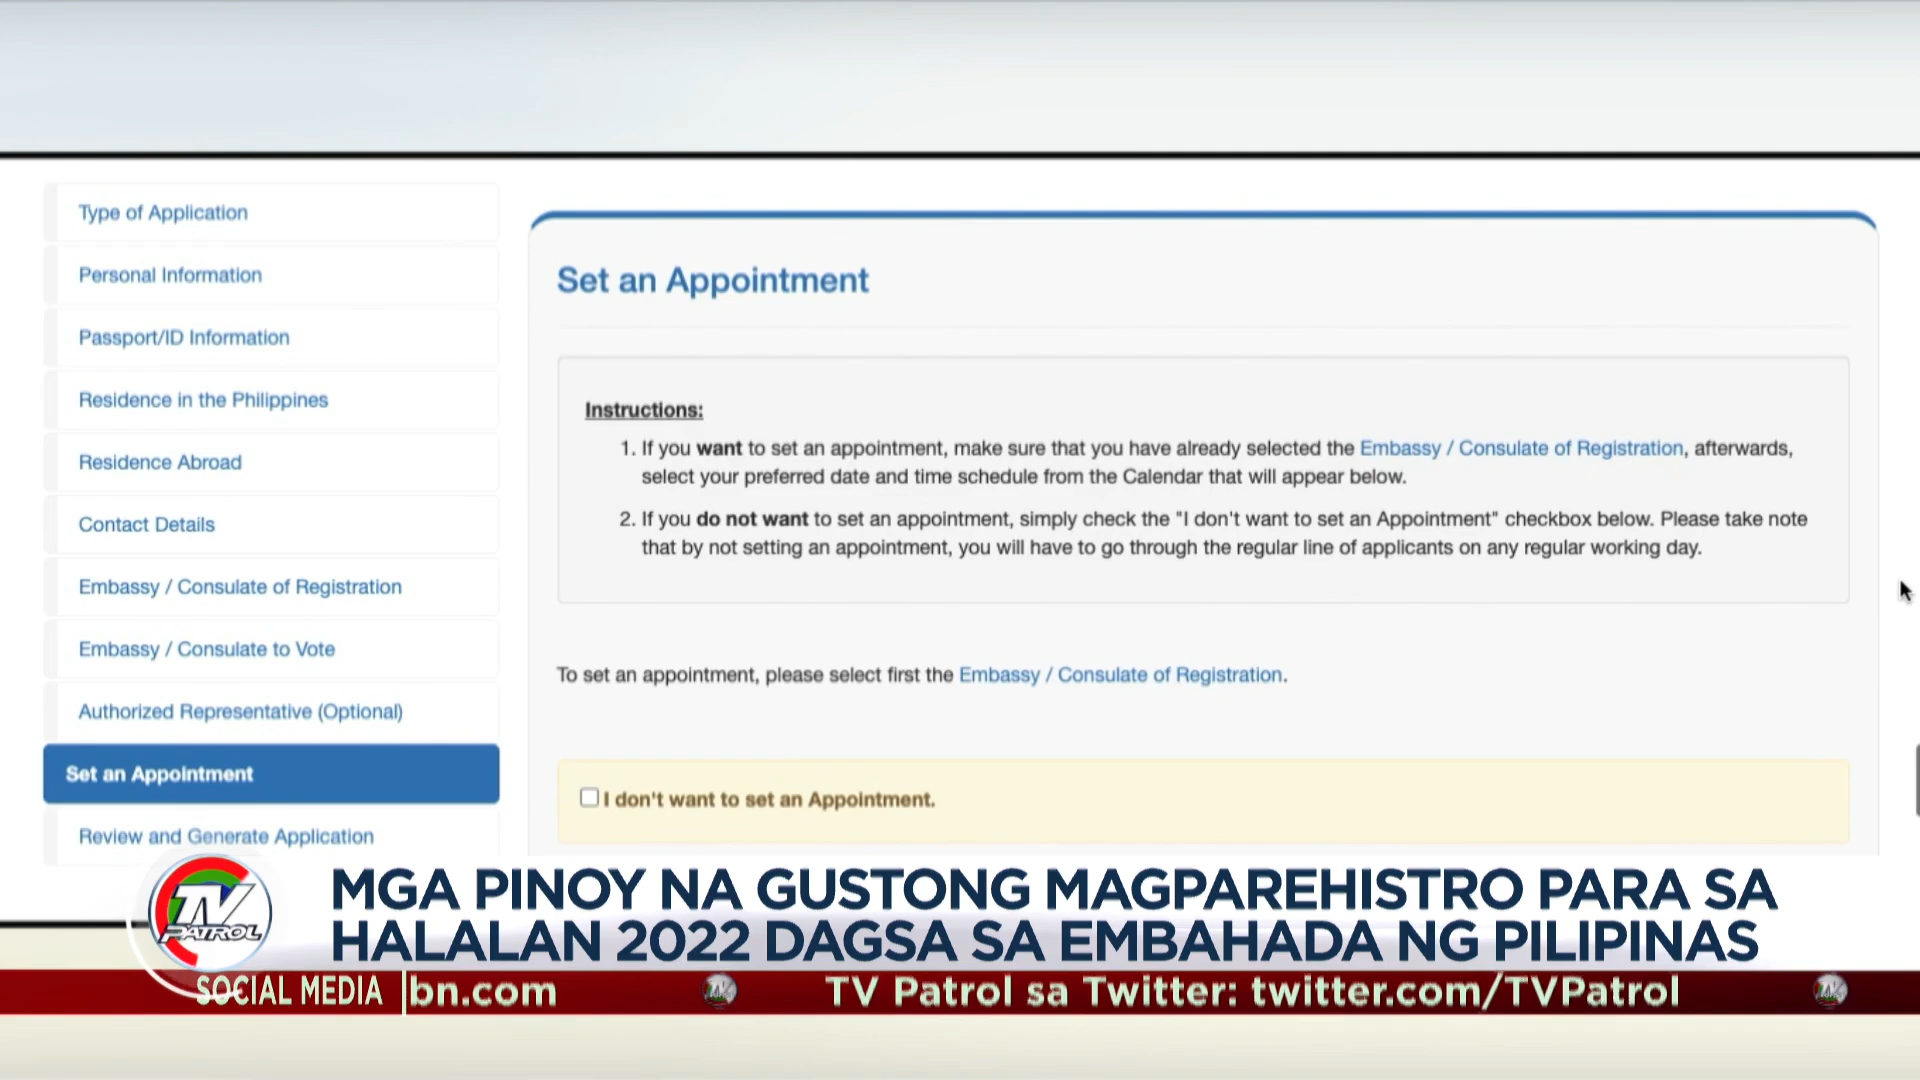 Type of Application
Personal Information
Passport/ID Information
Residence in the Philippines
Residence Abroad
Contact Details
Embassy / Consulate of Registration
Embassy / Consulate to Vote
Authorized Representative (Optional)
Set an Appointment
Review and Generate Application
Set an Appointment
Instructions:
1. If you want to set an appointment, make sure that you have already selected the Embassy / Consulate of Registration, afterwards,
select your preferred date and time schedule from the Calendar that will appear below.
2. If you do not want to set an appointment, simply check the "I don't want to set an Appointment" checkbox below. Please take note
that by not setting an appointment, you will have to go through the regular line of applicants on any regular working day.
To set an appointment, please select first the Embassy / Consulate of Registration.
I don't want to set an Appointment.
TV PATROL
MGA PINOY NA GUSTONG MAGPAREHISTRO PARA SA
HALALAN 2022 DAGSA SA EMBAHADA NG PILIPINAS
SOCIAL MEDIA bn.com TV Patrol sa Twitter: twitter.com/TVPatrol